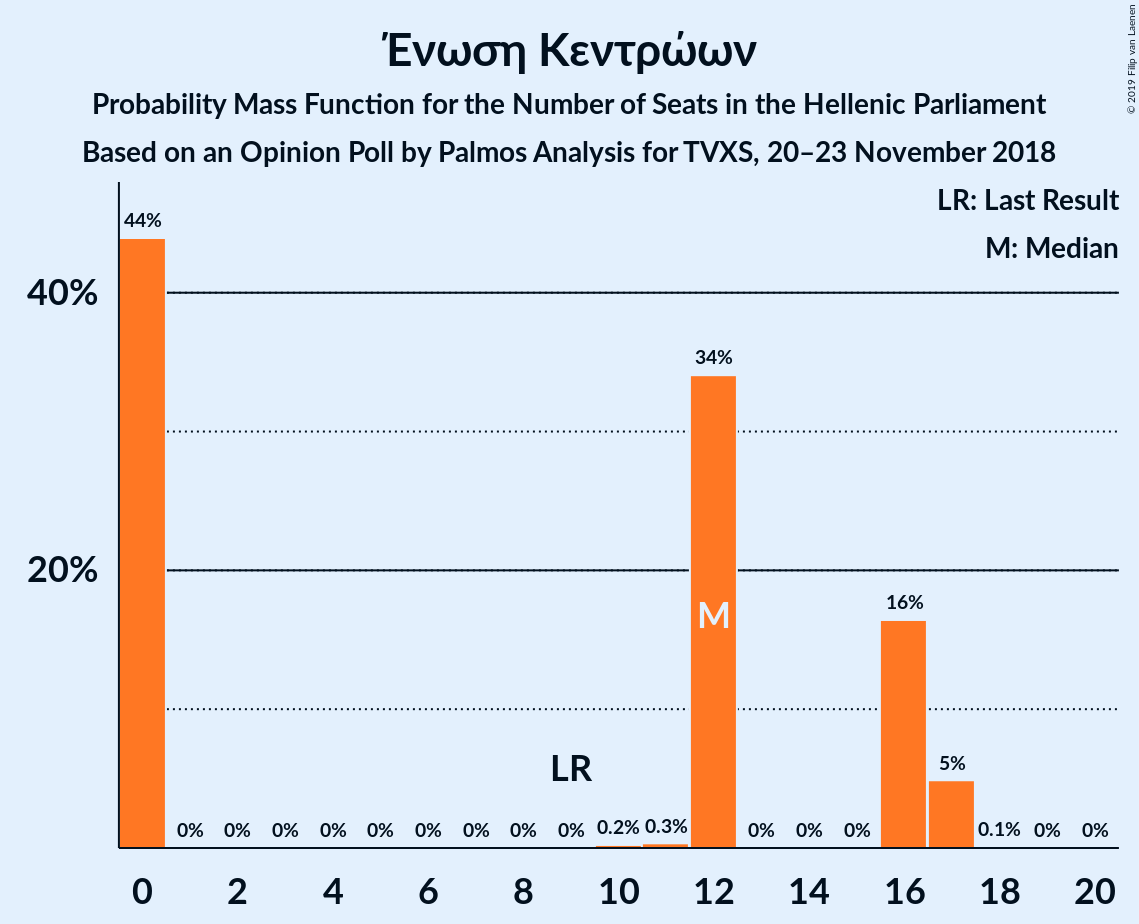 Ένωση Κεντρώων
Probability Mass Function for the Number of Seats in the Hellenic Parliament
Based on an Opinion Poll by Palmos Analysis for TVXS, 20–23 November 2018
© 2019 Filip van Laenen
LR: Last Result
M: Median
44%
40%
34%
20%
16%
M
5%
LR
0% 0% 0% 0% 0% 0% 0% 0% 0% 0.2% 0.3% 0% 0% 0% 0.1% 0% 0%
0 2 4 6 8 10 12 14 16 18 20